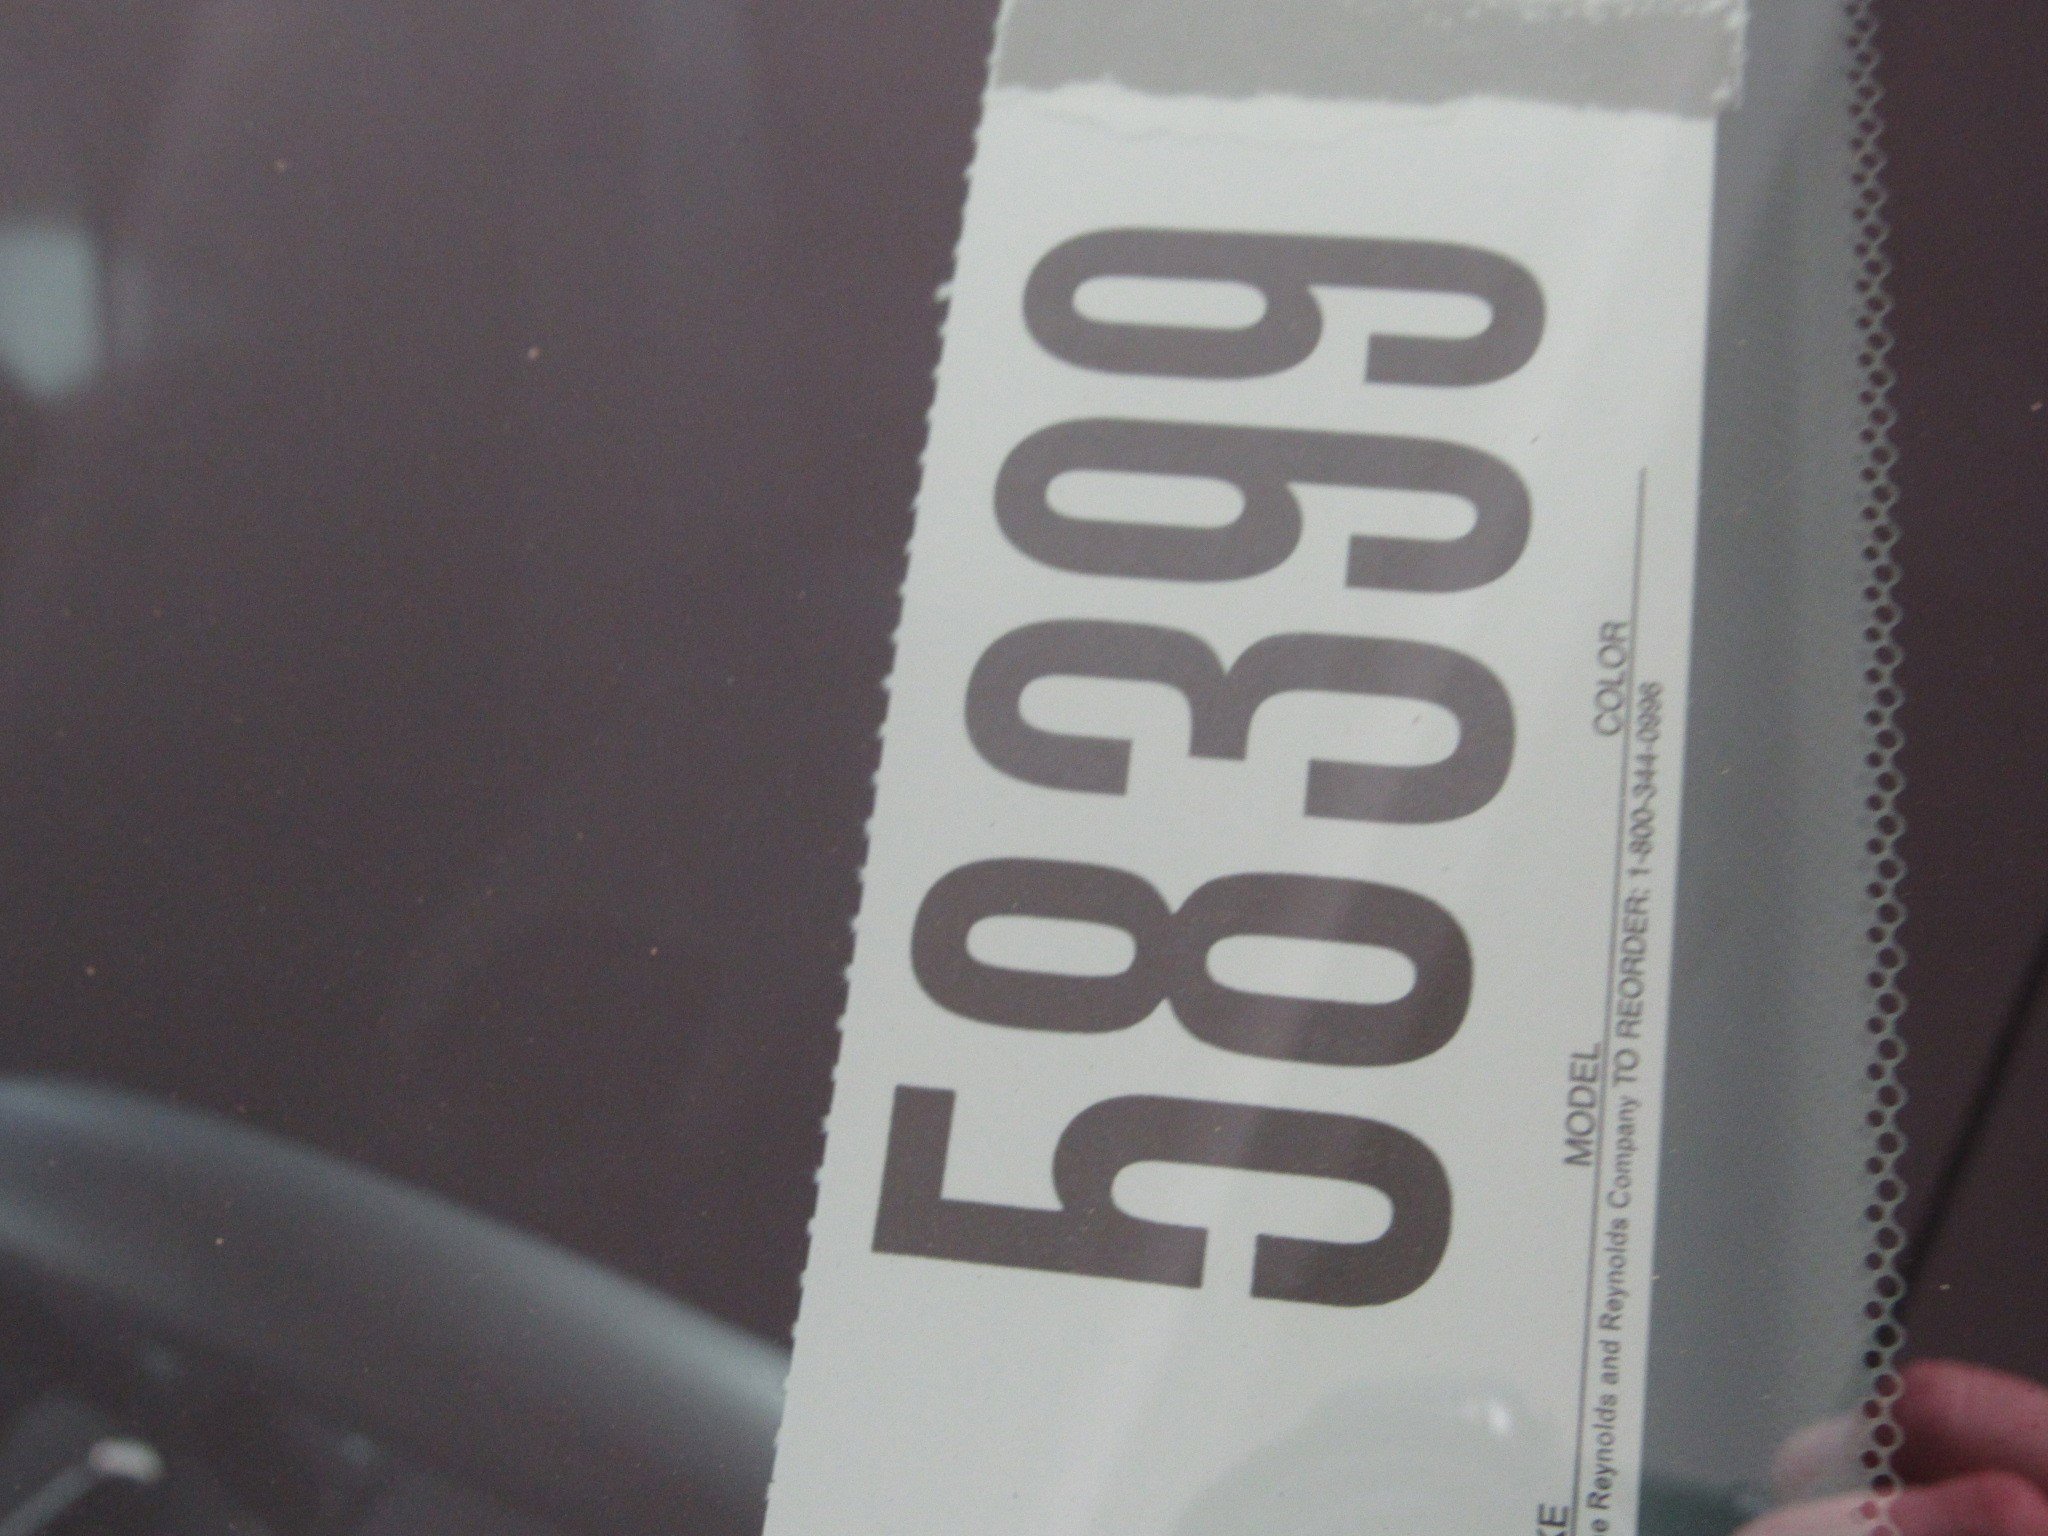 58399
MODEL COLOR
Reynolds and Reynolds Company TO REORDER: 1-800-344-0996